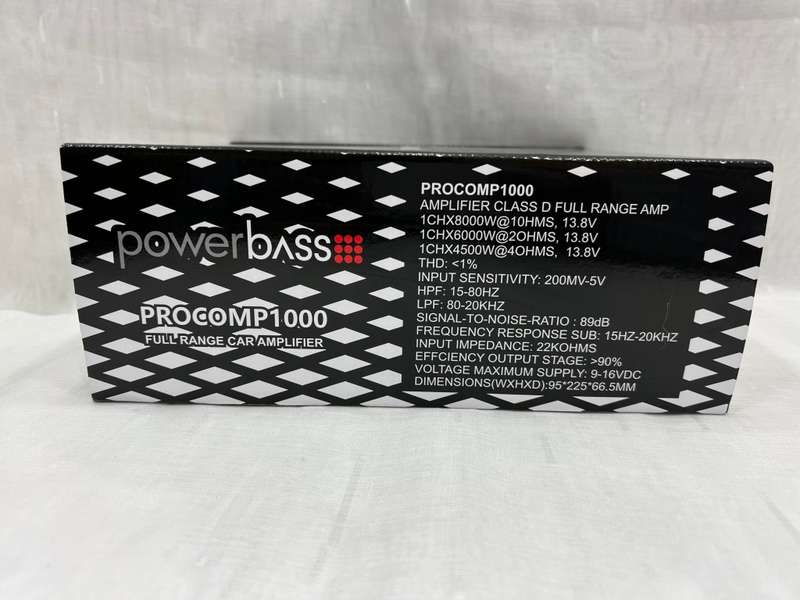 powerbass
PROCOMP1000
FULL RANGE CAR AMPLIFIER
PROCOMP1000
AMPLIFIER CLASS D FULL RANGE AMP
1CHX8000W@1OHMS, 13.8V
1CHX6000W@2OHMS, 13.8V
1CHX4500W@4OHMS, 13.8V
THD: <1%
INPUT SENSITIVITY: 200MV-5V
HPF: 15-80HZ
LPF: 80-20KHZ
SIGNAL-TO-NOISE-RATIO : 89dB
FREQUENCY RESPONSE SUB: 15HZ-20KHZ
INPUT IMPEDANCE: 22KOHMS
EFFCIENCY OUTPUT STAGE: >90%
VOLTAGE MAXIMUM SUPPLY: 9-16VDC
DIMENSIONS(WXHXD):95*225*66.5MM